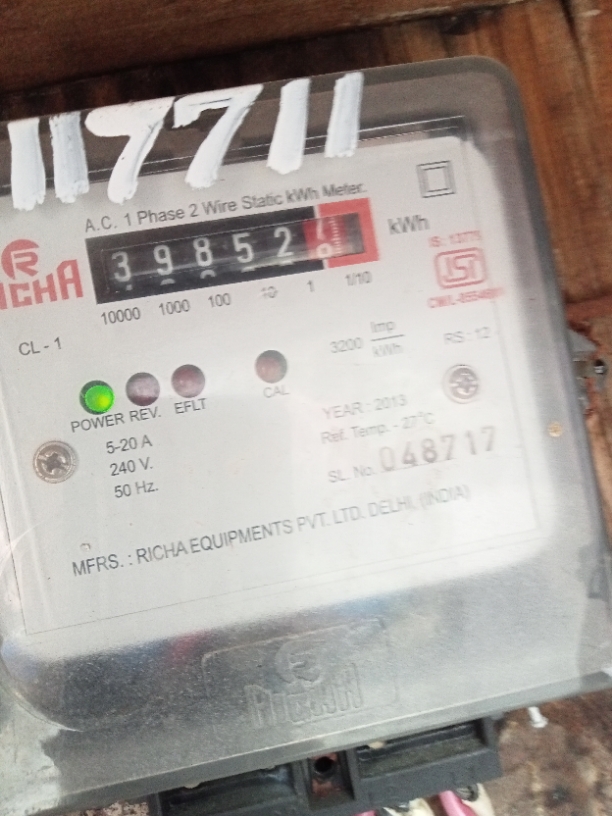 117711
A.C. 1 Phase 2 Wire Static kWh Meter.
RICHA
39852
kWh
IS: 13779
ISI
10000 1000 100 10 1 1/10
CL - 1
3200 Imp/kWh
RS : 12
POWER REV. EFLT
CAL
5-20 A
240 V.
50 Hz.
YEAR : 2013
Ref. Temp. - 27°C
SL. No. 048717
MFRS. : RICHA EQUIPMENTS PVT. LTD. DELHI, (INDIA)
RICHA